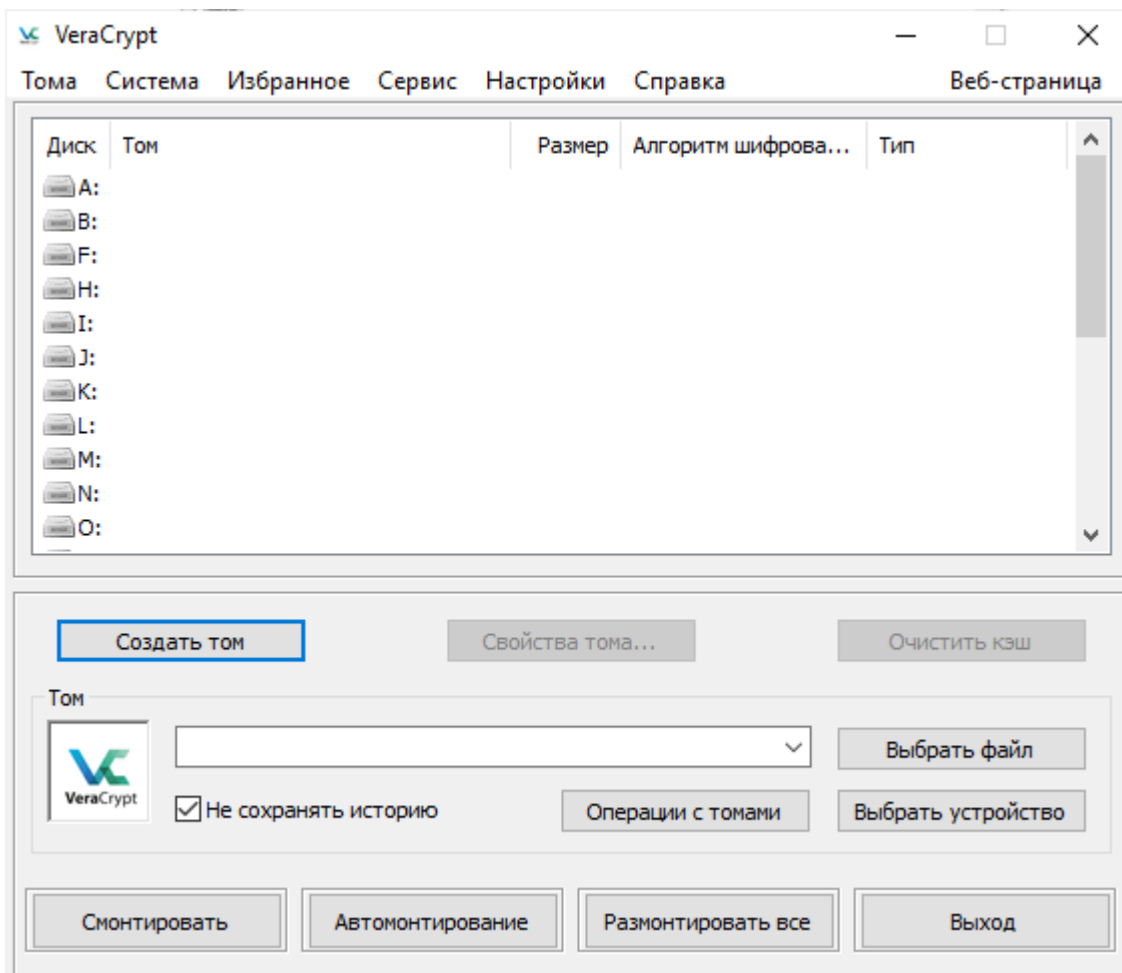 VeraCrypt
Тома Система Избранное Сервис Настройки Справка Веб-страница
Диск Том Размер Алгоритм шифрова... Тип
A:
B:
F:
H:
I:
J:
K:
L:
M:
N:
O:
Создать том Свойства тома... Очистить кэш
Том
VeraCrypt
Выбрать файл
Не сохранять историю Операции с томами Выбрать устройство
Смонтировать Автомонтирование Размонтировать все Выход